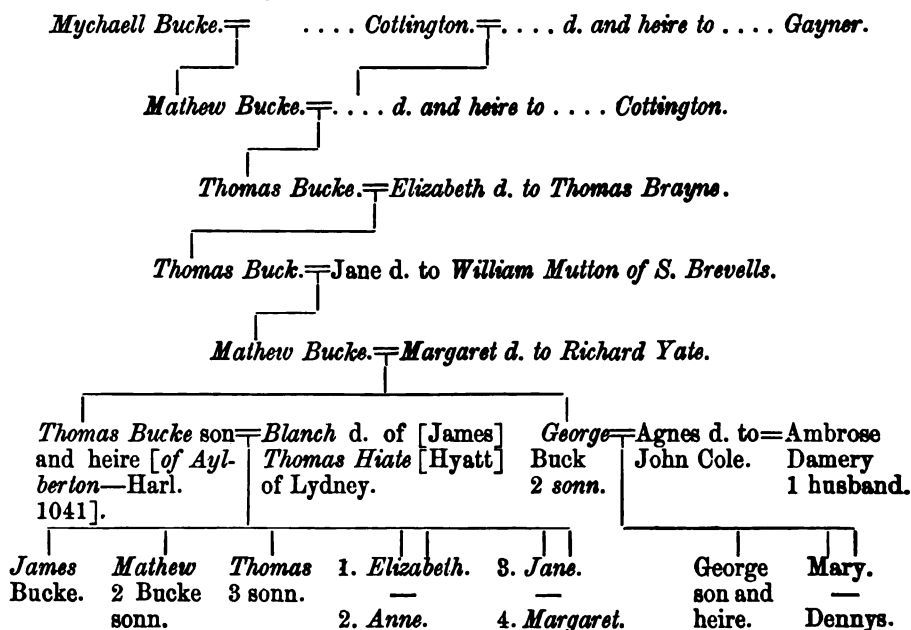 Mychaell Bucke.= .... Cottington.=.... d. and heire to .... Gayner.
Mathew Bucke.=.... d. and heire to .... Cottington.
Thomas Bucke.=Elizabeth d. to Thomas Brayne.
Thomas Buck.=Jane d. to William Mutton of S. Brevells.
Mathew Bucke.=Margaret d. to Richard Yate.
Thomas Bucke son=Blanch d. of [James] George=Agnes d. to=Ambrose
and heire [of Ayl- Thomas Hiate [Hyatt] Buck John Cole. Damery
berton—Harl. of Lydney. 2 sonn. 1 husband.
1041].
James Mathew Thomas 1. Elizabeth. 3. Jane. George Mary.
Bucke. 2 Bucke 3 sonn. — — son and —
sonn. 2. Anne. 4. Margaret. heire. Dennys.